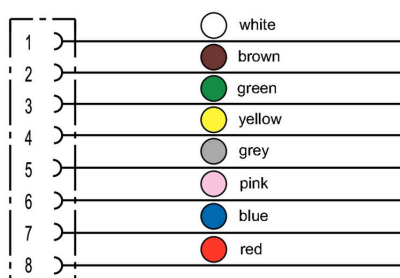 1 white
2 brown
3 green
4 yellow
5 grey
6 pink
7 blue
8 red